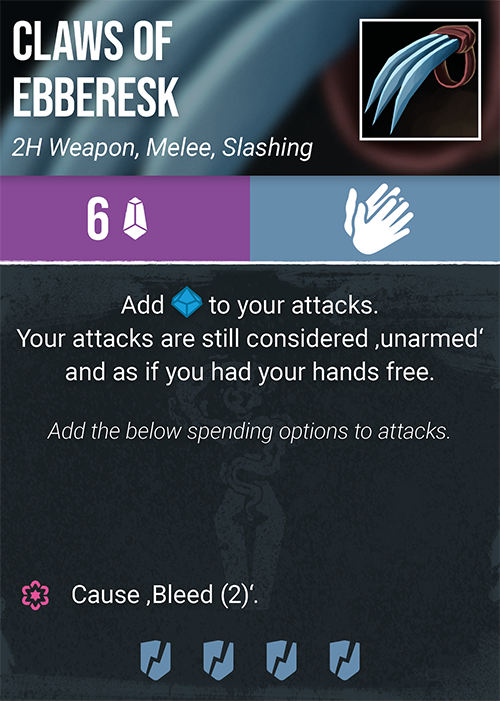 CLAWS OF
EBBERESK
2H Weapon, Melee, Slashing
6
Add to your attacks.
Your attacks are still considered ‚unarmed‘
and as if you had your hands free.
Add the below spending options to attacks.
Cause ‚Bleed (2)‘.